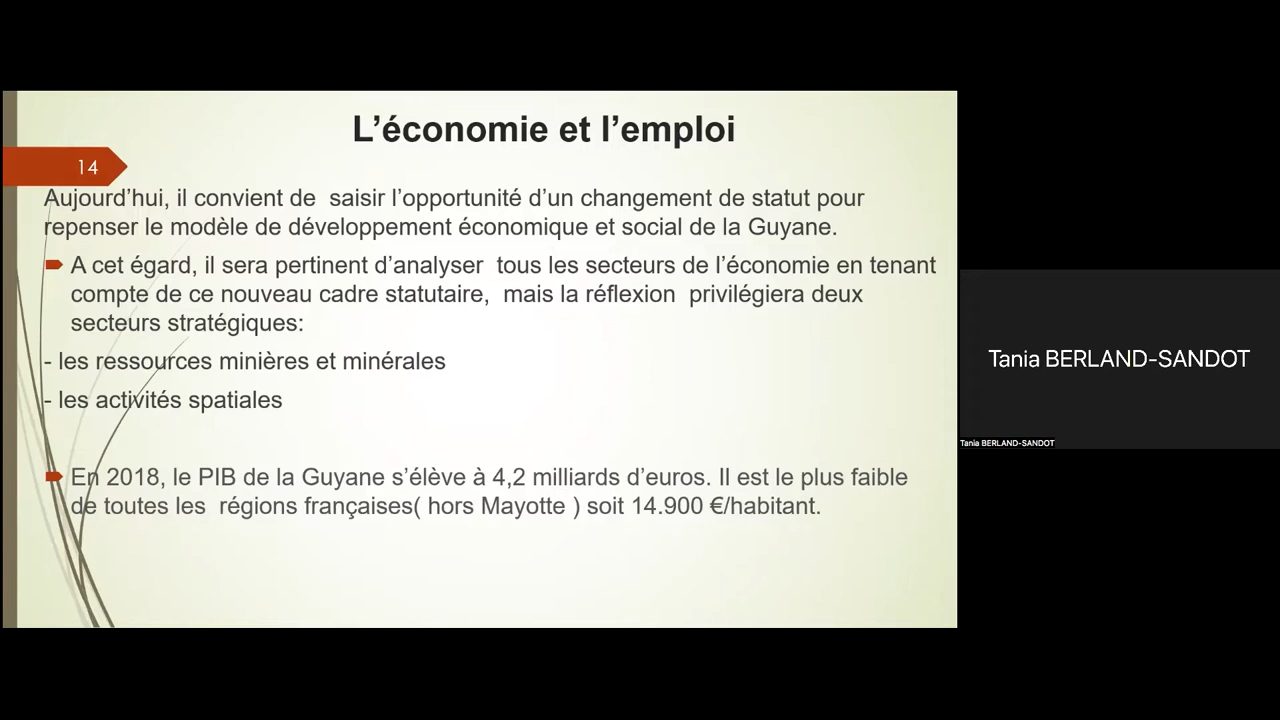 L’économie et l’emploi
14
Aujourd’hui, il convient de  saisir l’opportunité d’un changement de statut pour
repenser le modèle de développement économique et social de la Guyane.
A cet égard, il sera pertinent d’analyser  tous les secteurs de l’économie en tenant
compte de ce nouveau cadre statutaire,  mais la réflexion  privilégiera deux
secteurs stratégiques:
- les ressources minières et minérales
- les activités spatiales
En 2018, le PIB de la Guyane s’élève à 4,2 milliards d’euros. Il est le plus faible
de toutes les  régions françaises( hors Mayotte ) soit 14.900 €/habitant.
Tania BERLAND-SANDOT
Tania BERLAND-SANDOT